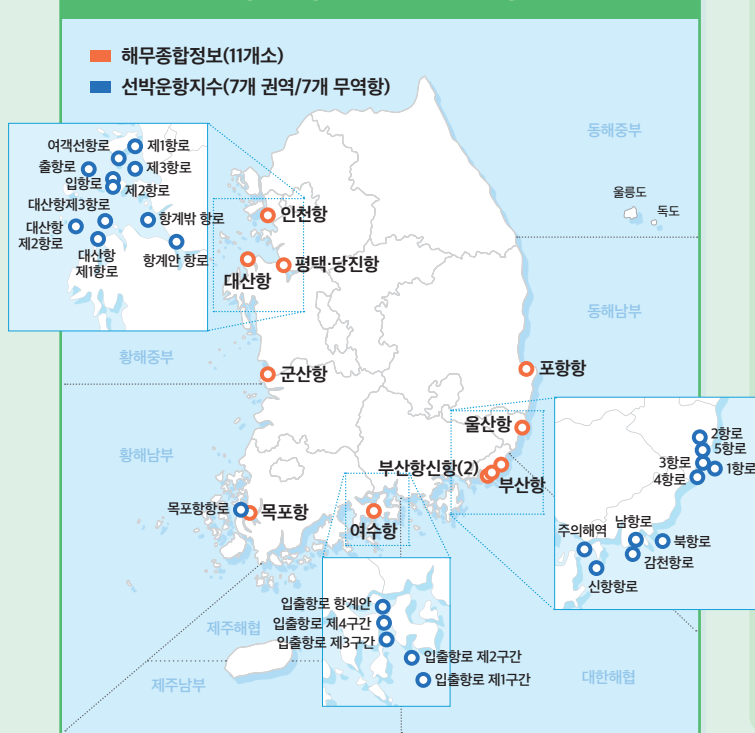 해무종합정보(11개소)
선박운항지수(7개 권역/7개 무역항)
동해중부
울릉도
독도
여객선항로
제1항로
출항로
제3항로
입항로
제2항로
대산항제3항로
항계밖 항로
대산항
제2항로
대산항
제1항로
항계안 항로
인천항
평택·당진항
대산항
황해중부
동해남부
군산항
포항항
울산항
부산항신항(2)
부산항
황해남부
목포항항로
목포항
여수항
2항로
5항로
3항로
1항로
4항로
주의해역
남항로
북항로
감천항로
신항항로
입출항로 항계안
입출항로 제4구간
입출항로 제3구간
입출항로 제2구간
입출항로 제1구간
제주해협
제주남부
대한해협